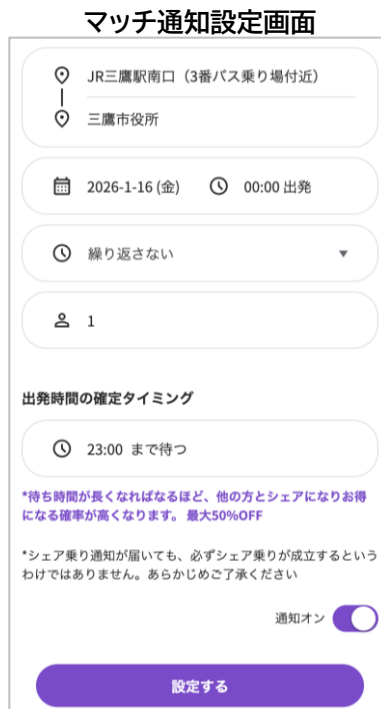 マッチ通知設定画面
JR三鷹駅南口（3番バス乗り場付近）
三鷹市役所
2026-1-16 (金) 00:00 出発
繰り返さない
1
出発時間の確定タイミング
23:00 まで待つ
*待ち時間が長くなればなるほど、他の方とシェアになりお得
になる確率が高くなります。 最大50%OFF
*シェア乗り通知が届いても、必ずシェア乗りが成立するという
わけではありません。あらかじめご了承ください
通知オン
設定する